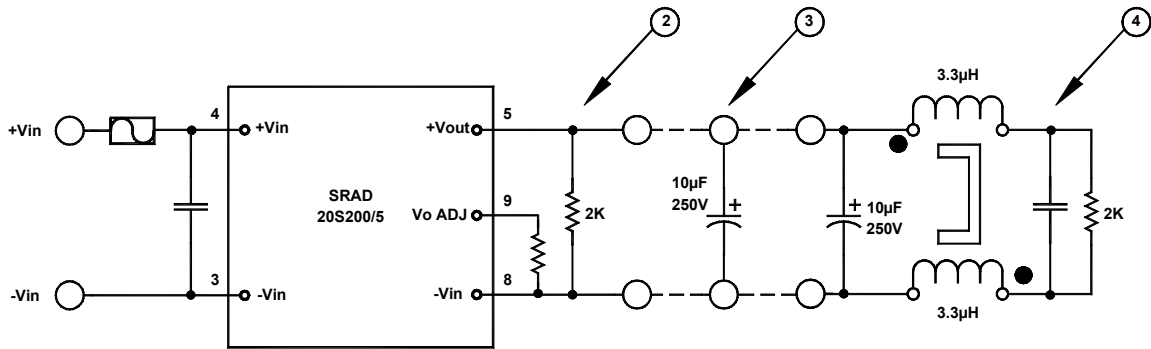 2
3
4
3.3µH
+Vin
4
+Vin
+Vout
5
SRAD
20S200/5
Vo ADJ
9
2K
10µF
250V
+
+
10µF
250V
2K
-Vin
3
-Vin
-Vin
8
3.3µH